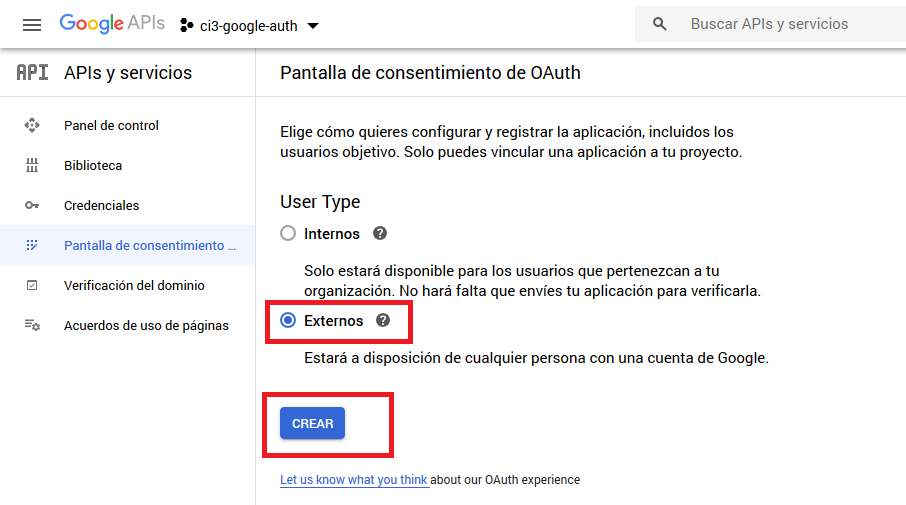 Google APIs
ci3-google-auth
Buscar APIs y servicios
API APIs y servicios
Pantalla de consentimiento de OAuth
Panel de control
Biblioteca
Credenciales
Pantalla de consentimiento ...
Verificación del dominio
Acuerdos de uso de páginas
Elige cómo quieres configurar y registrar la aplicación, incluidos los
usuarios objetivo. Solo puedes vincular una aplicación a tu proyecto.
User Type
Internos ?
Solo estará disponible para los usuarios que pertenezcan a tu
organización. No hará falta que envíes tu aplicación para verificarla.
Externos ?
Estará a disposición de cualquier persona con una cuenta de Google.
CREAR
Let us know what you think about our OAuth experience